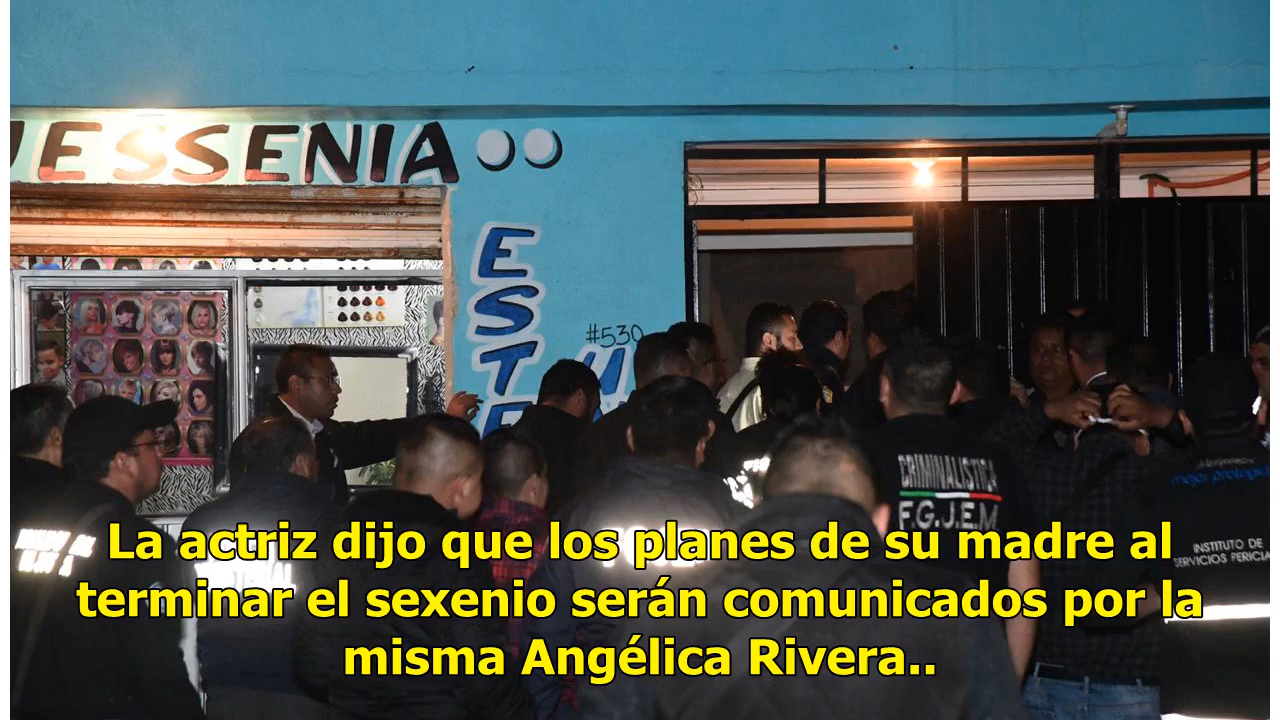 ESSENIA
ESTE
#530
CRIMINALISTICA
F.G.J.E.M
INSTITUTO DE
SERVICIOS PERICIA
La actriz dijo que los planes de su madre al
terminar el sexenio serán comunicados por la
misma Angélica Rivera..